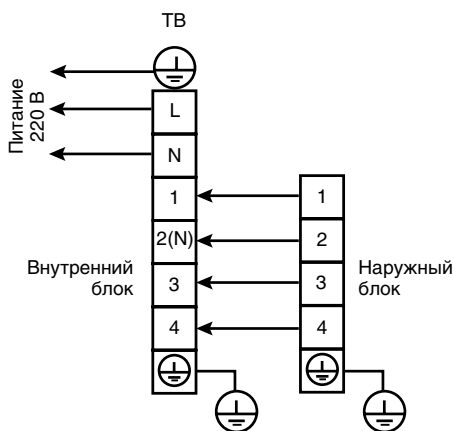 ТВ
Питание
220 В
L
N
1
2(N)
3
4
Внутренний
блок
1
2
3
4
Наружный
блок